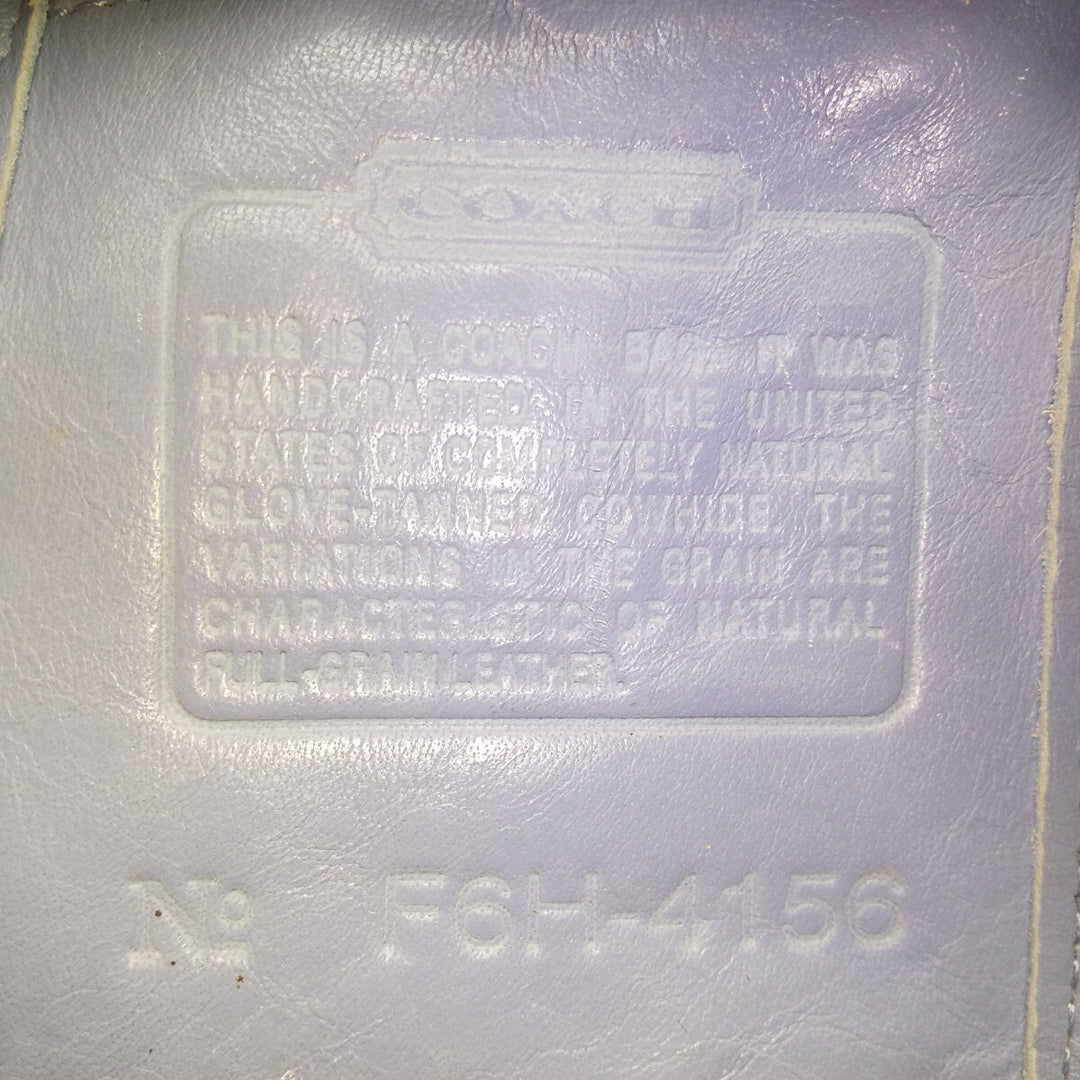 COACH
THIS IS A COACH BAG. IT WAS
HANDCRAFTED IN THE UNITED
STATES OF COMPLETELY NATURAL
GLOVE-TANNED COWHIDE. THE
VARIATIONS IN THE GRAIN ARE
CHARACTERISTIC OF NATURAL
FULL-GRAIN LEATHER.
No F6H-4156